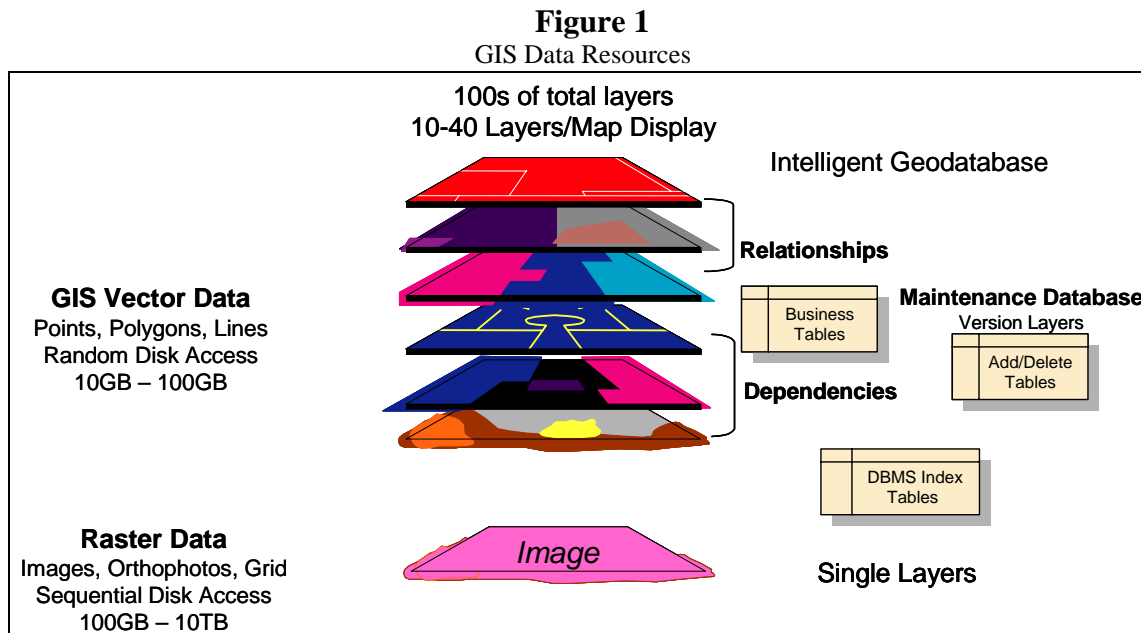 Figure 1
GIS Data Resources
100s of total layers
10-40 Layers/Map Display
Intelligent Geodatabase
Relationships
GIS Vector Data
Points, Polygons, Lines
Random Disk Access
10GB – 100GB
Business
Tables
Maintenance Database
Version Layers
Add/Delete
Tables
Dependencies
DBMS Index
Tables
Raster Data
Images, Orthophotos, Grid
Sequential Disk Access
100GB – 10TB
Image
Single Layers